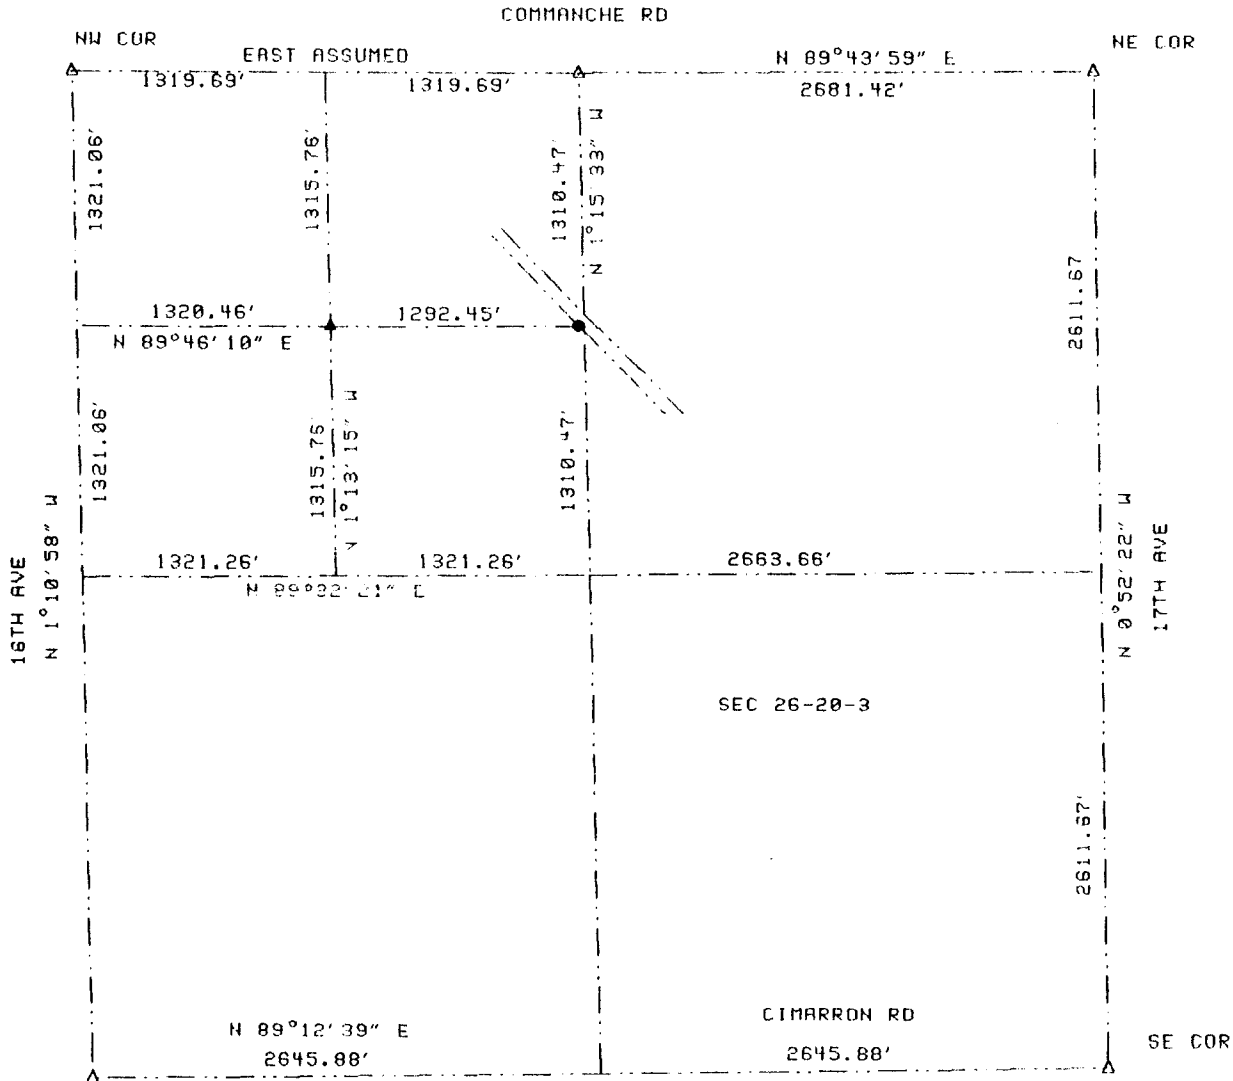 COMMANCHE RD
NW COR
NE COR
EAST ASSUMED
N 89°43'59" E
1319.69'
1319.69'
2681.42'
1321.06'
1315.76'
1310.47'
N 1°15'33" W
2611.67
1320.46'
1292.45'
N 89°46'10" E
1321.06'
1315.76'
N 1°13'15" W
1310.47'
1321.26'
1321.26'
2663.66'
N 89°32'21" E
16TH AVE
N 1°10'58" W
N 0°52'22" W
17TH AVE
SEC 26-20-3
2611.67'
CIMARRON RD
N 89°12'39" E
SE COR
2645.88'
2645.88'